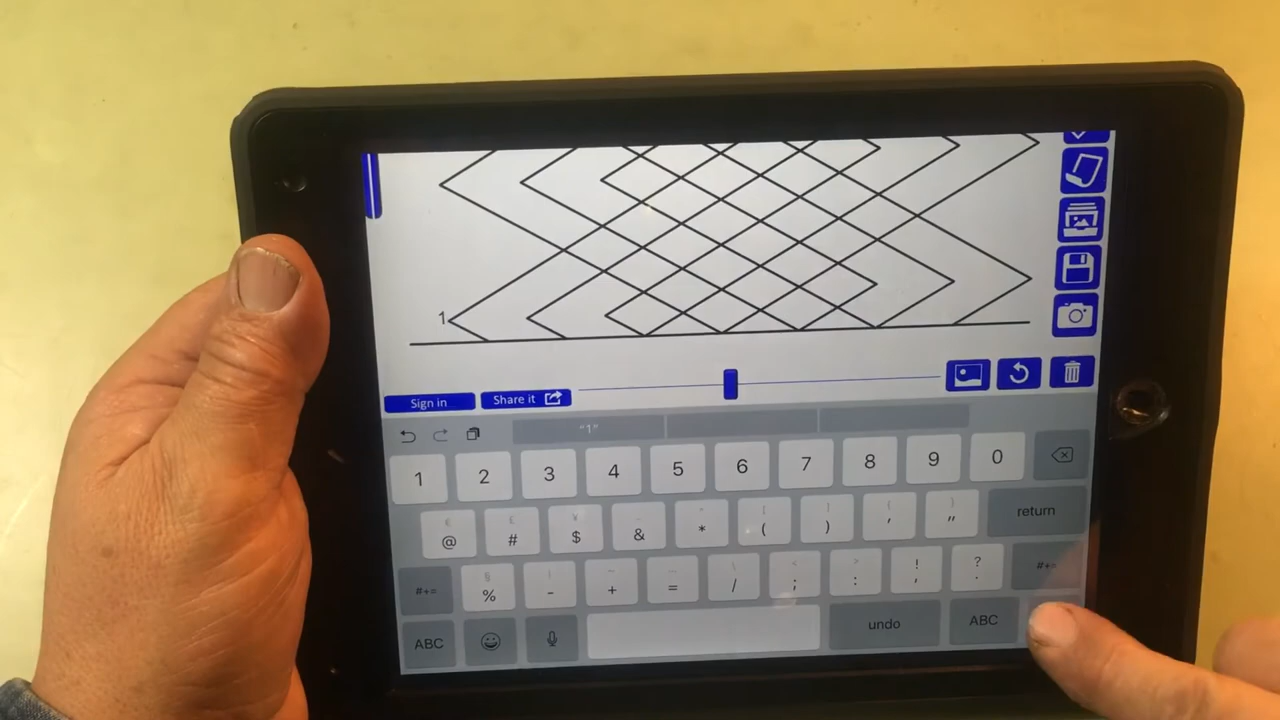 1
Sign in Share it
"1"
1 2 3 4 5 6 7 8 9 0
@ # $ & * ( ) ' " return
#+= % - + = / ; : ! , ? . #+=
ABC undo ABC